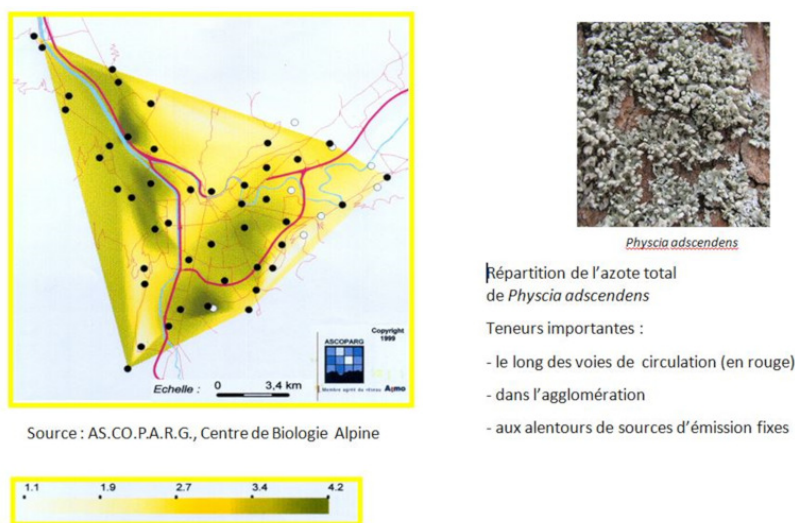 ASCOPARG
Copyright
1999
Echelle : 0 3,4 km
Source : AS.CO.P.A.R.G., Centre de Biologie Alpine
1.1 1.9 2.7 3.4 4.2
Physcia adscendens
Répartition de l'azote total
de Physcia adscendens
Teneurs importantes :
- le long des voies de circulation (en rouge)
- dans l'agglomération
- aux alentours de sources d'émission fixes